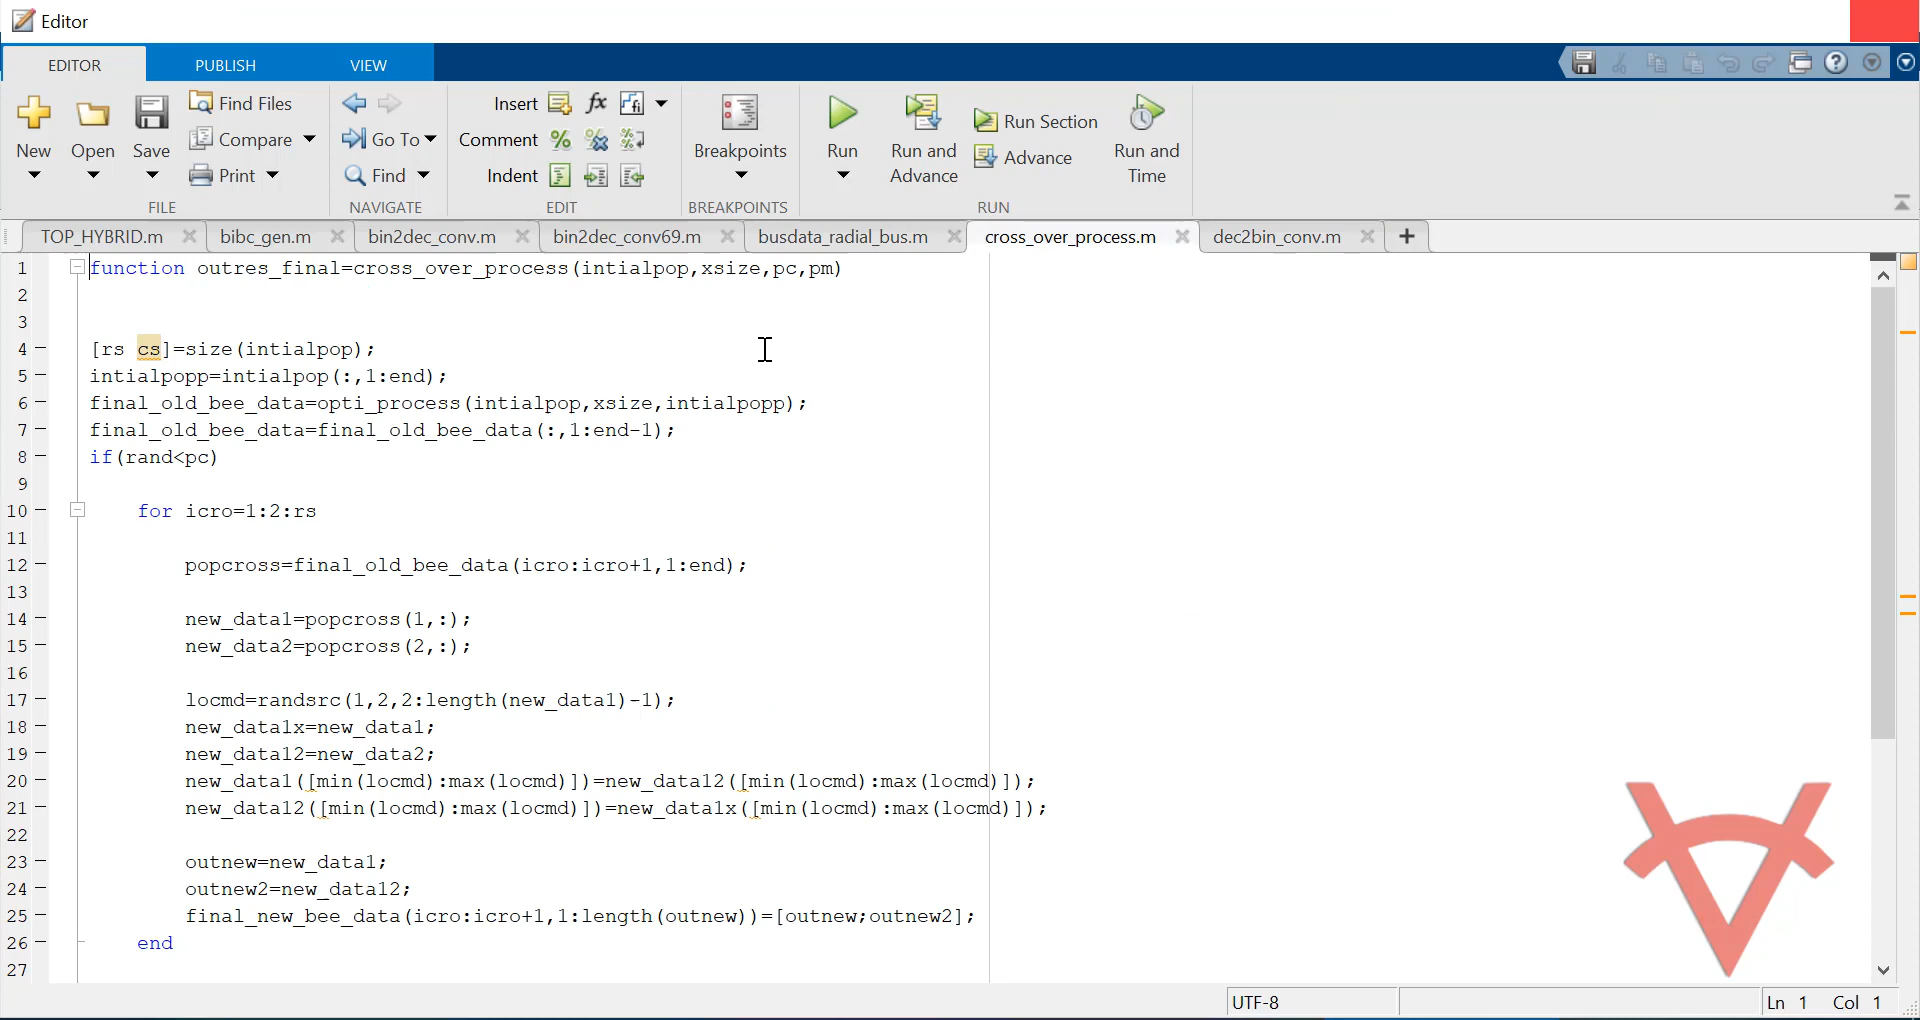 Editor
EDITOR PUBLISH VIEW
Find Files Insert fx
New Open Save Compare Go To Comment Breakpoints Run Run and Advance Run Section Advance Run and Time
Print Find Indent
FILE NAVIGATE EDIT BREAKPOINTS RUN
TOP_HYBRID.m bibc_gen.m bin2dec_conv.m bin2dec_conv69.m busdata_radial_bus.m cross_over_process.m dec2bin_conv.m
1 function outres_final=cross_over_process(intialpop,xsize,pc,pm)
2
3
4 [rs cs]=size(intialpop);
5 intialpopp=intialpop(:,1:end);
6 final_old_bee_data=opti_process(intialpop,xsize,intialpopp);
7 final_old_bee_data=final_old_bee_data(:,1:end-1);
8 if(rand<pc)
9
10 for icro=1:2:rs
11
12 popcross=final_old_bee_data(icro:icro+1,1:end);
13
14 new_data1=popcross(1,:);
15 new_data2=popcross(2,:);
16
17 locmd=randsrc(1,2,2:length(new_data1)-1);
18 new_data1x=new_data1;
19 new_data12=new_data2;
20 new_data1([min(locmd):max(locmd)])=new_data12([min(locmd):max(locmd)]);
21 new_data12([min(locmd):max(locmd)])=new_data1x([min(locmd):max(locmd)]);
22
23 outnew=new_data1;
24 outnew2=new_data12;
25 final_new_bee_data(icro:icro+1,1:length(outnew))=[outnew;outnew2];
26 end
27
UTF-8 Ln 1 Col 1